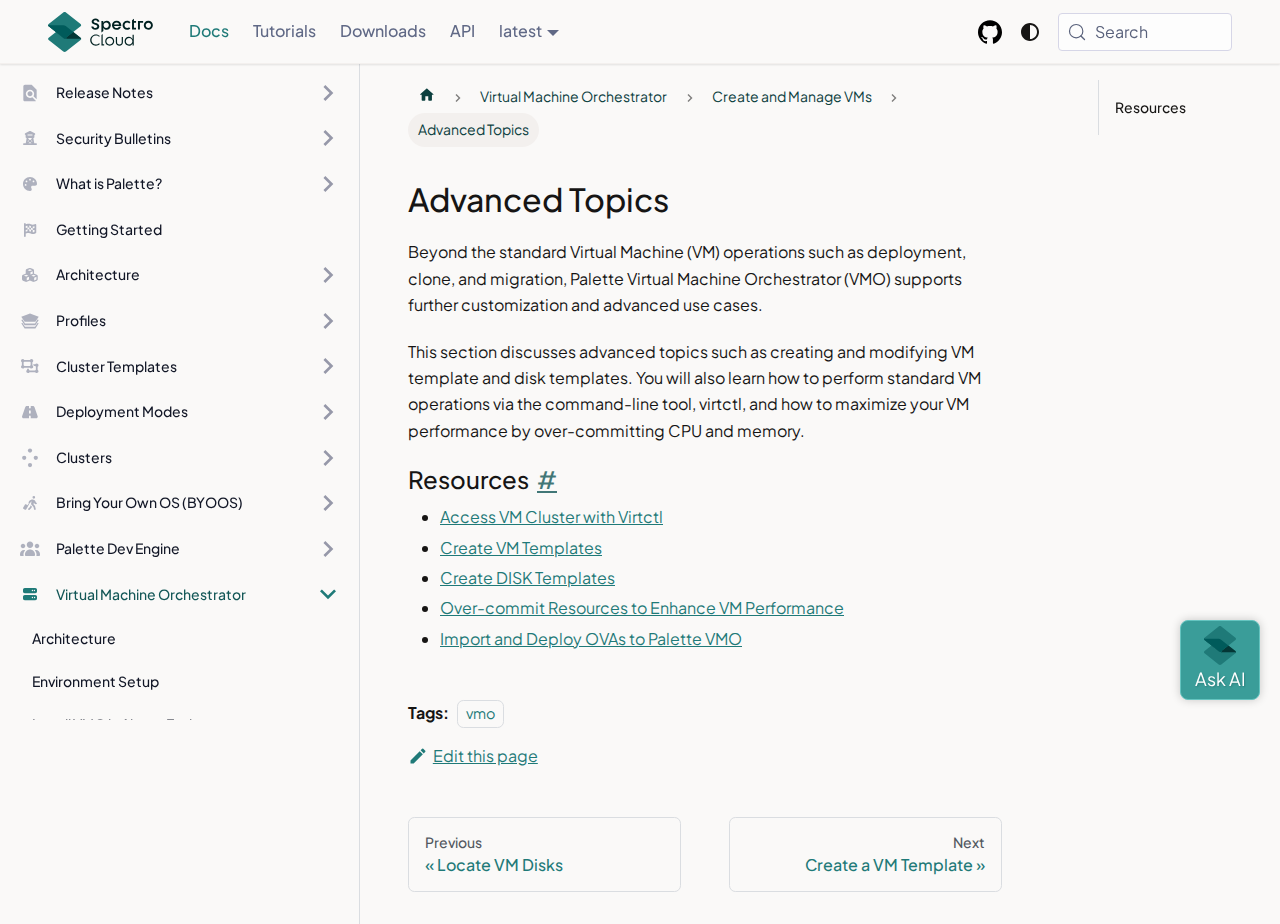 Spectro
Cloud
Docs
Tutorials
Downloads
API
latest
Search
Release Notes
Security Bulletins
What is Palette?
Getting Started
Architecture
Profiles
Cluster Templates
Deployment Modes
Clusters
Bring Your Own OS (BYOOS)
Palette Dev Engine
Virtual Machine Orchestrator
Architecture
Environment Setup
Virtual Machine Orchestrator
Create and Manage VMs
Advanced Topics
Advanced Topics
Beyond the standard Virtual Machine (VM) operations such as deployment,
clone, and migration, Palette Virtual Machine Orchestrator (VMO) supports
further customization and advanced use cases.
This section discusses advanced topics such as creating and modifying VM
template and disk templates. You will also learn how to perform standard VM
operations via the command-line tool, virtctl, and how to maximize your VM
performance by over-committing CPU and memory.
Resources #
Access VM Cluster with Virtctl
Create VM Templates
Create DISK Templates
Over-commit Resources to Enhance VM Performance
Import and Deploy OVAs to Palette VMO
Tags: vmo
Edit this page
Previous
« Locate VM Disks
Next
Create a VM Template »
Resources
Ask AI